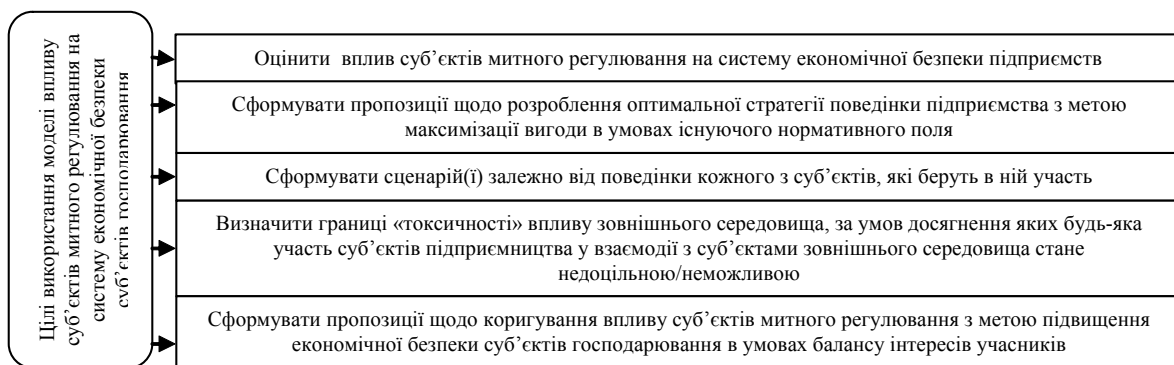 Цілі використання моделі впливу
суб’єктів митного регулювання на
систему економічної безпеки
суб’єктів господарювання
Оцінити вплив суб’єктів митного регулювання на систему економічної безпеки підприємств
Сформувати пропозиції щодо розроблення оптимальної стратегії поведінки підприємства з метою
максимізації вигоди в умовах існуючого нормативного поля
Сформувати сценарій(ї) залежно від поведінки кожного з суб’єктів, які беруть в ній участь
Визначити границі «токсичності» впливу зовнішнього середовища, за умов досягнення яких будь-яка
участь суб’єктів підприємництва у взаємодії з суб’єктами зовнішнього середовища стане
недоцільною/неможливою
Сформувати пропозиції щодо коригування впливу суб’єктів митного регулювання з метою підвищення
економічної безпеки суб’єктів господарювання в умовах балансу інтересів учасників